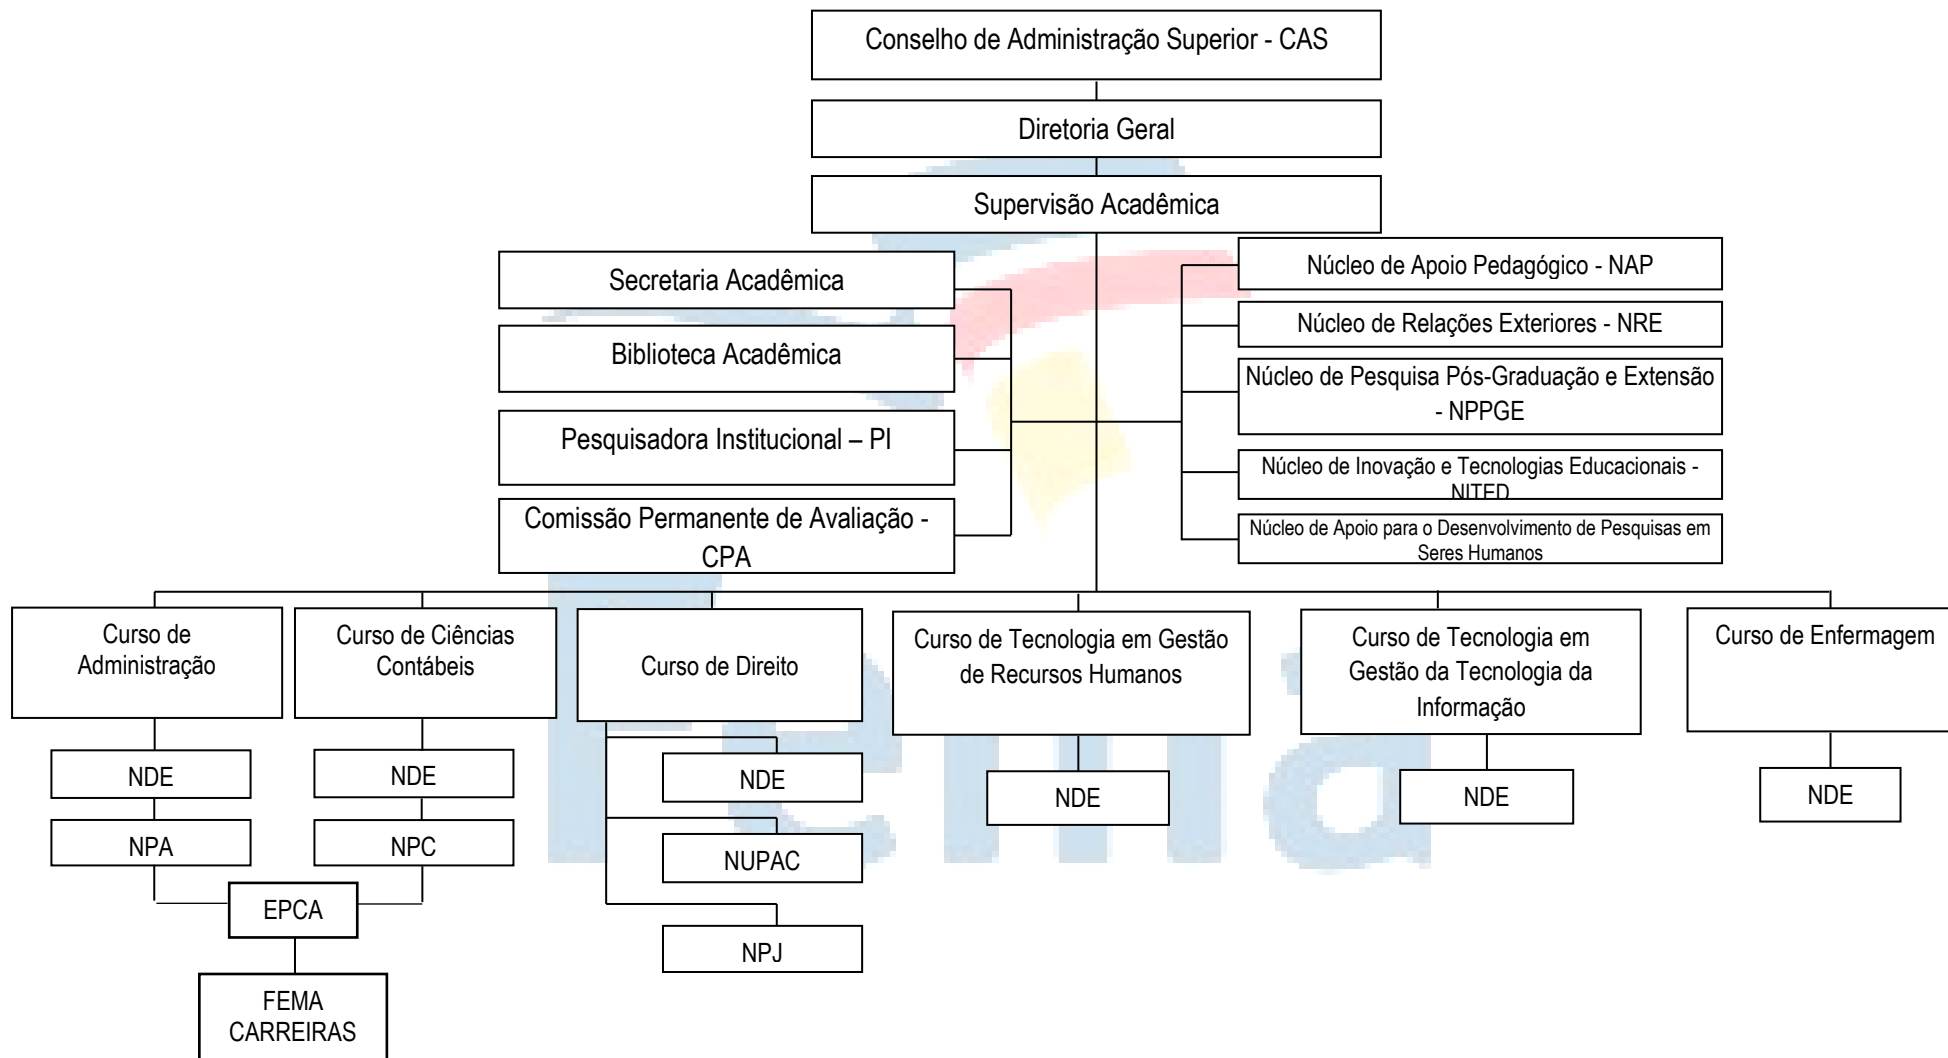 Conselho de Administração Superior - CAS
Diretoria Geral
Supervisão Acadêmica
Secretaria Acadêmica
Biblioteca Acadêmica
Pesquisadora Institucional – PI
Comissão Permanente de Avaliação -
CPA
Núcleo de Apoio Pedagógico - NAP
Núcleo de Relações Exteriores - NRE
Núcleo de Pesquisa Pós-Graduação e Extensão
- NPPGE
Núcleo de Inovação e Tecnologias Educacionais -
NITED
Núcleo de Apoio para o Desenvolvimento de Pesquisas em
Seres Humanos
Curso de
Administração
Curso de Ciências
Contábeis
Curso de Direito
Curso de Tecnologia em Gestão
de Recursos Humanos
Curso de Tecnologia em
Gestão da Tecnologia da
Informação
Curso de Enfermagem
NDE
NDE
NDE
NDE
NDE
NDE
NPA
NPC
NUPAC
EPCA
NPJ
FEMA
CARREIRAS
Fema